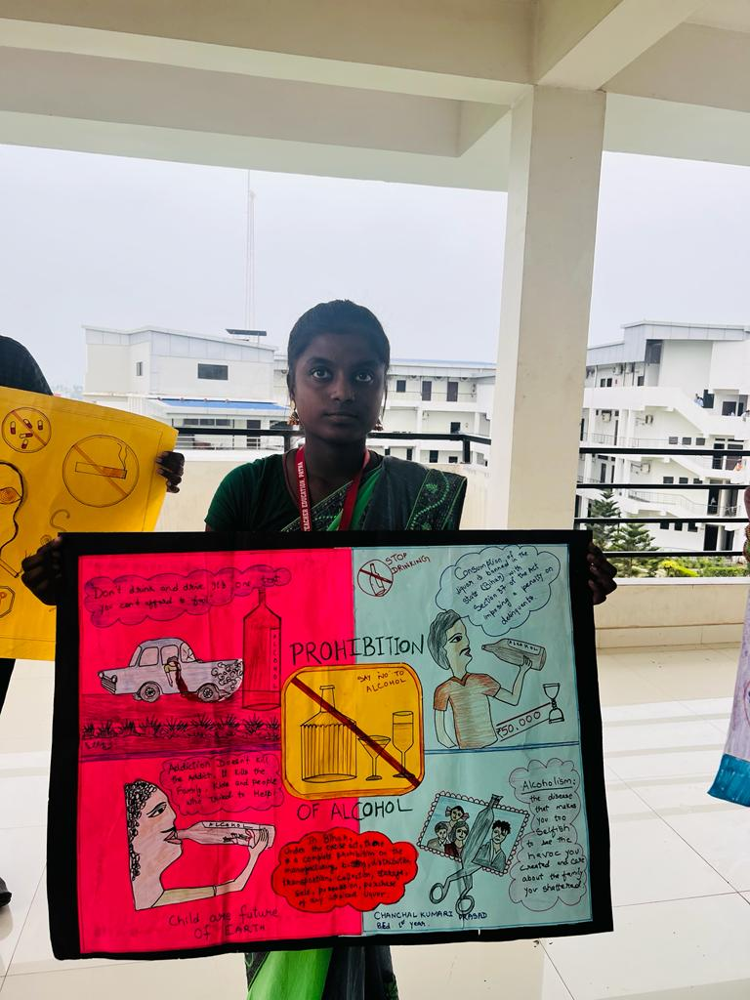 TEACHER EDUCATION PATNA
Don't drink and drive. It's one test
you can't afford to fail.
ALCOHOL
STOP
DRINKING
Consumption of
liquor is banned in the
state (Bihar) with
Section 37 of the Act
imposing a penalty on
delinquents
ALCOHOL
₹50,000
PROHIBITION
SAY 'NO' TO
ALCOHOL
OF ALCOHOL
Addiction Doesn't kill
the Addict. It kills the
Family, Kids and people
who tried to Help!
ALCOHOL
Child are future
OF EARTH
In Bihar,
Under the excise act, there
is a complete prohibition on the
manufacturing, bottling, distribution,
transportation, collection, storage,
sale, possession, purchase
of any
liquor
Alcoholism:
the disease
that makes
you too
Selfish
to see the
havoc you
created and care
about the family
you shattered
CHANCHAL KUMARI PRASAD
BEd 1st year.